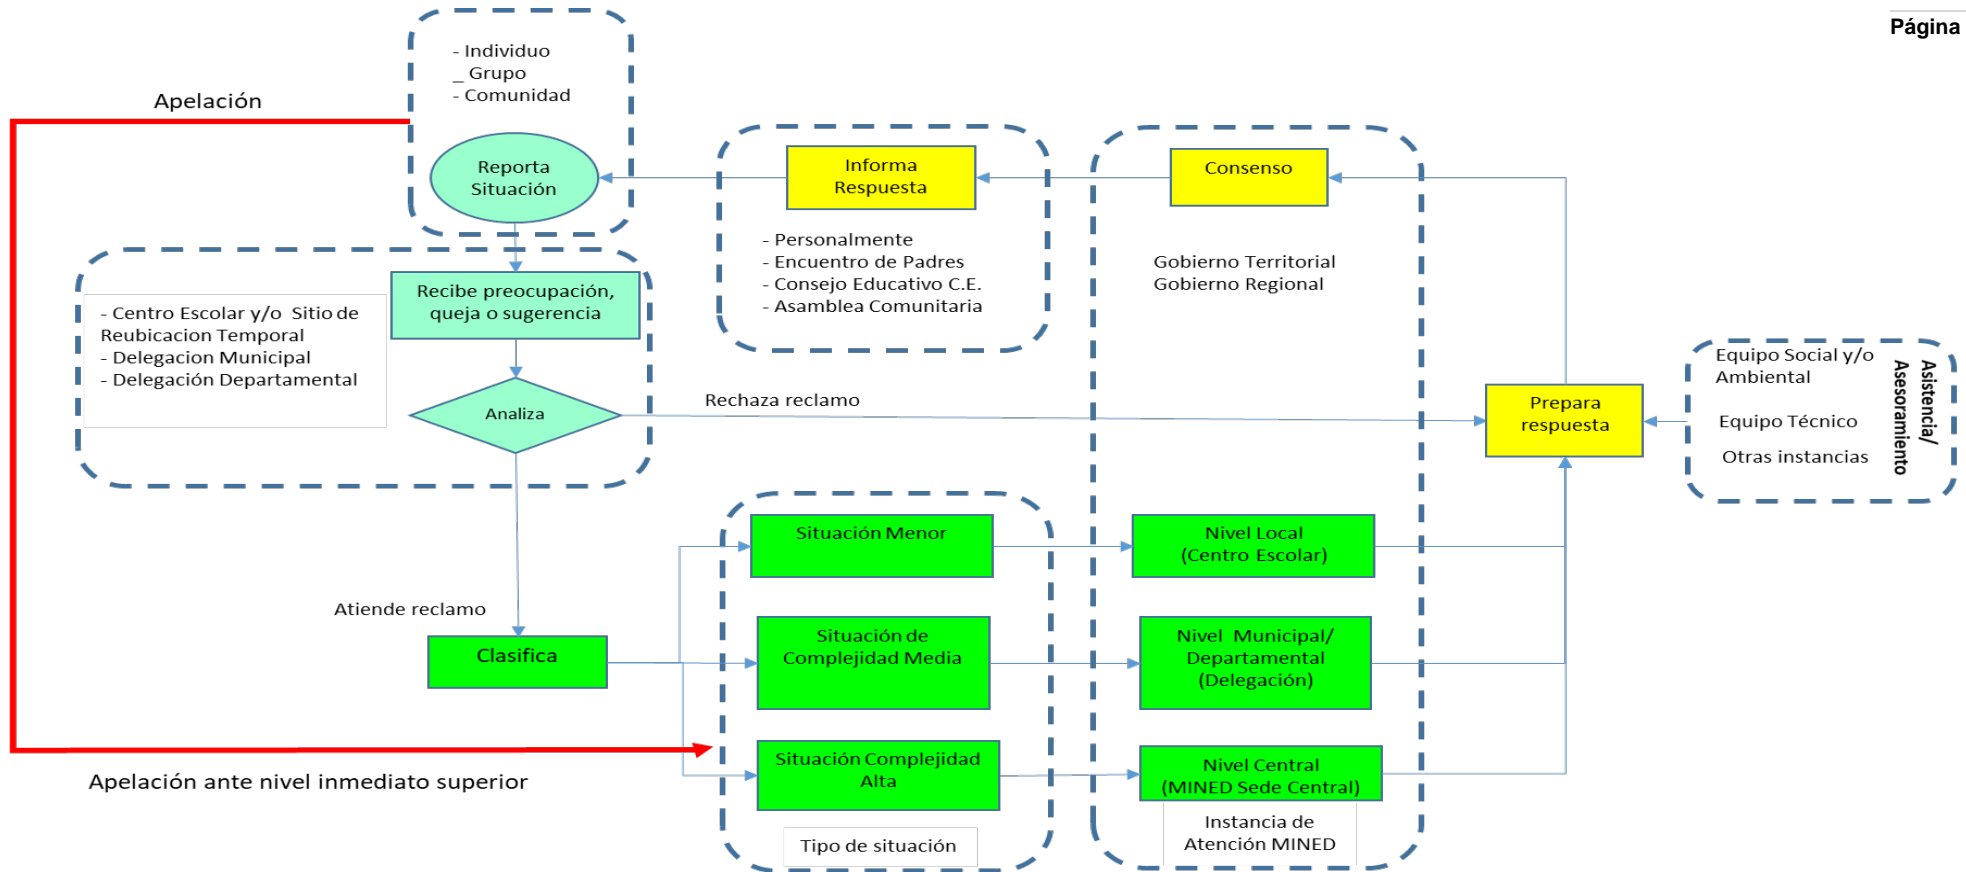 Página
- Individuo
_ Grupo
- Comunidad
Apelación
Reporta
Situación
Informa
Respuesta
Consenso
- Personalmente
- Encuentro de Padres
- Consejo Educativo C.E.
- Asamblea Comunitaria
Gobierno Territorial
Gobierno Regional
Recibe preocupación,
queja o sugerencia
- Centro Escolar y/o Sitio de
Reubicacion Temporal
- Delegacion Municipal
- Delegación Departamental
Analiza
Rechaza reclamo
Prepara
respuesta
Equipo Social y/o
Ambiental
Equipo Técnico
Otras instancias
Asistencia/
Asesoramiento
Situación Menor
Nivel Local
(Centro Escolar)
Atiende reclamo
Clasifica
Situación de
Complejidad Media
Nivel Municipal/
Departamental
(Delegación)
Situación Complejidad
Alta
Nivel Central
(MINED Sede Central)
Apelación ante nivel inmediato superior
Tipo de situación
Instancia de
Atención MINED